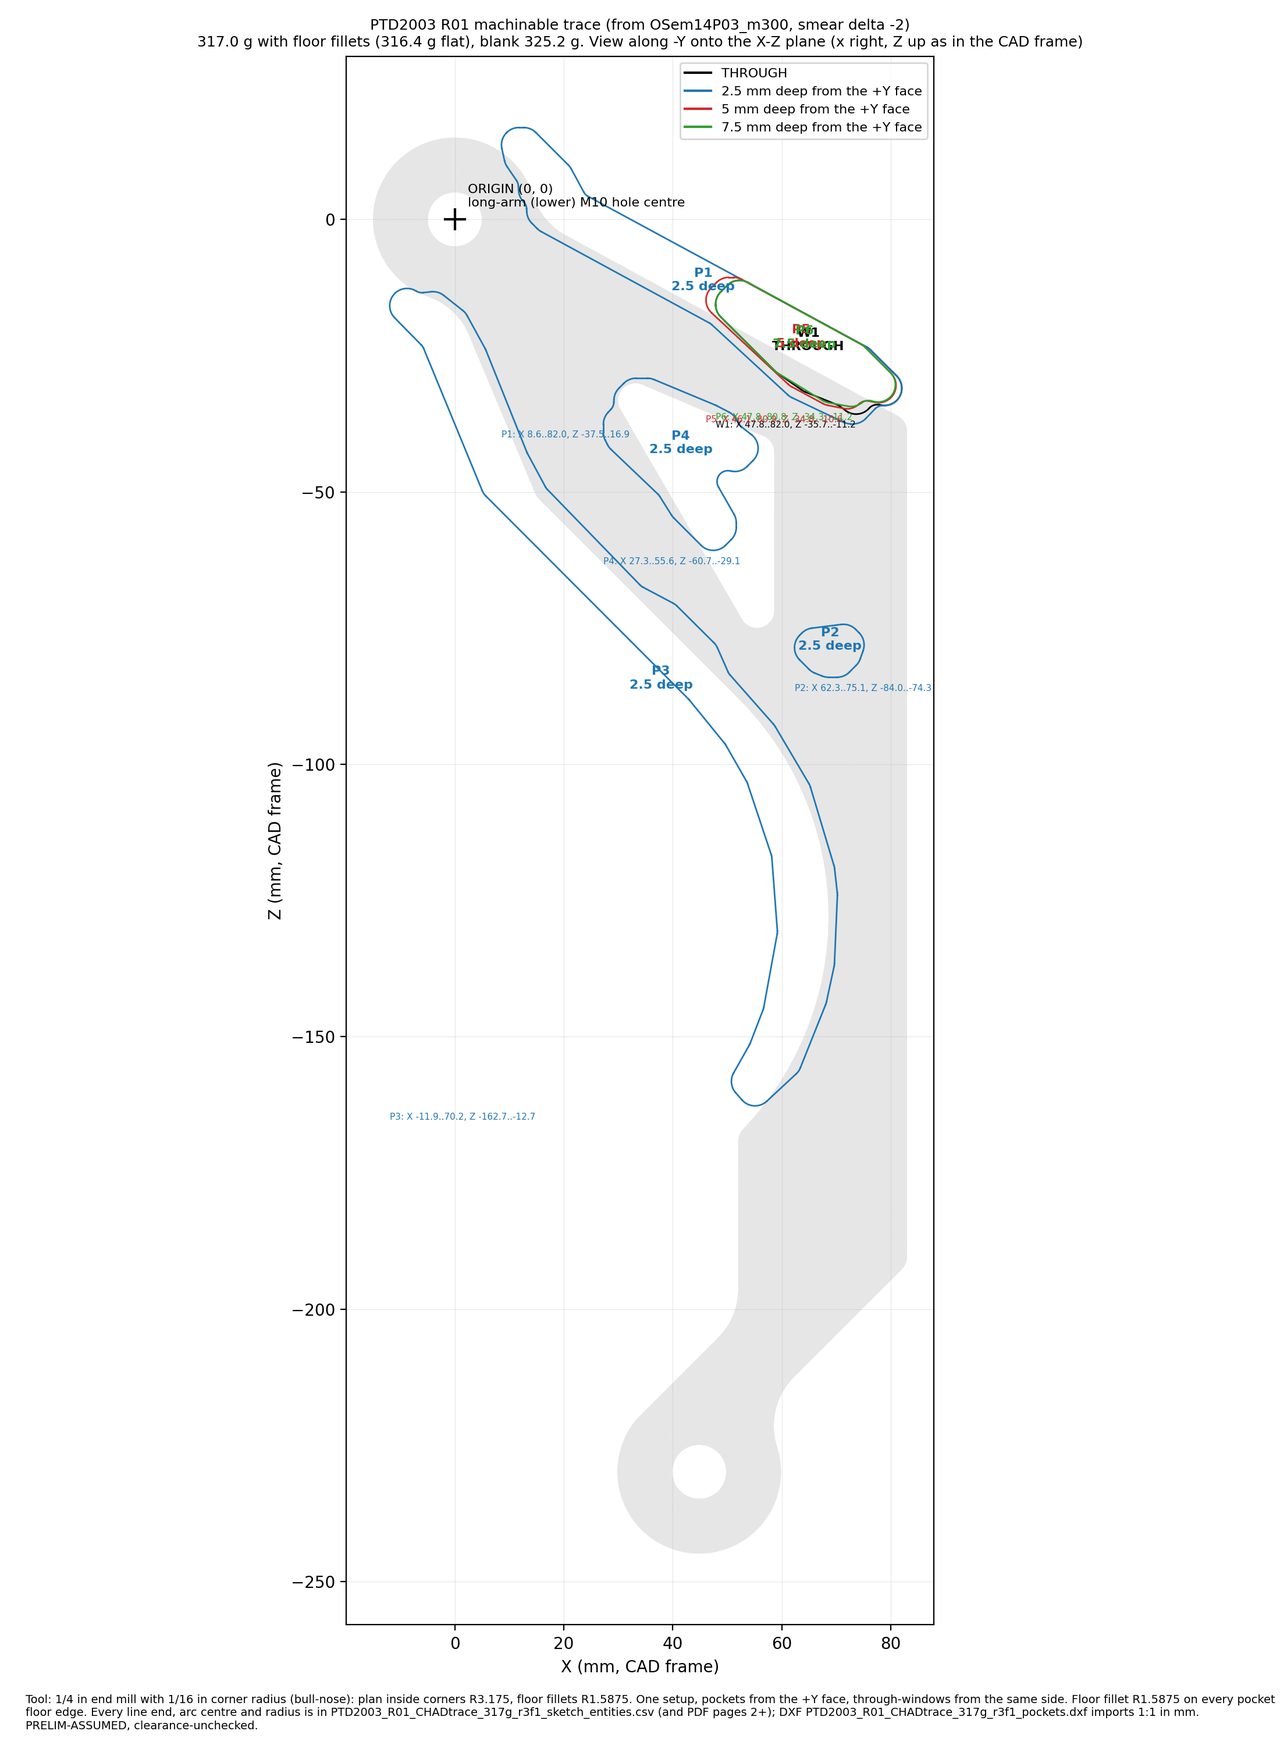 PTD2003 R01 machinable trace (from OSem14P03_m300, smear delta -2)
317.0 g with floor fillets (316.4 g flat), blank 325.2 g. View along -Y onto the X-Z plane (x right, Z up as in the CAD frame)
THROUGH
2.5 mm deep from the +Y face
5 mm deep from the +Y face
7.5 mm deep from the +Y face
ORIGIN (0, 0)
long-arm (lower) M10 hole centre
P1
2.5 deep
W1
THROUGH
W1: X 47.8..82.0, Z -35.7..-11.2
P1: X 8.6..82.0, Z -37.5..16.9
P4
2.5 deep
P4: X 27.3..55.6, Z -60.7..-29.1
P2
2.5 deep
P2: X 62.3..75.1, Z -84.0..-74.3
P3
2.5 deep
P3: X -11.9..70.2, Z -162.7..-12.7
0
−50
−100
−150
−200
−250
Z (mm, CAD frame)
0 20 40 60 80
X (mm, CAD frame)
Tool: 1/4 in end mill with 1/16 in corner radius (bull-nose): plan inside corners R3.175, floor fillets R1.5875. One setup, pockets from the +Y face, through-windows from the same side. Floor fillet R1.5875 on every pocket
floor edge. Every line end, arc centre and radius is in PTD2003_R01_CHADtrace_317g_r3f1_sketch_entities.csv (and PDF pages 2+); DXF PTD2003_R01_CHADtrace_317g_r3f1_pockets.dxf imports 1:1 in mm.
PRELIM-ASSUMED, clearance-unchecked.